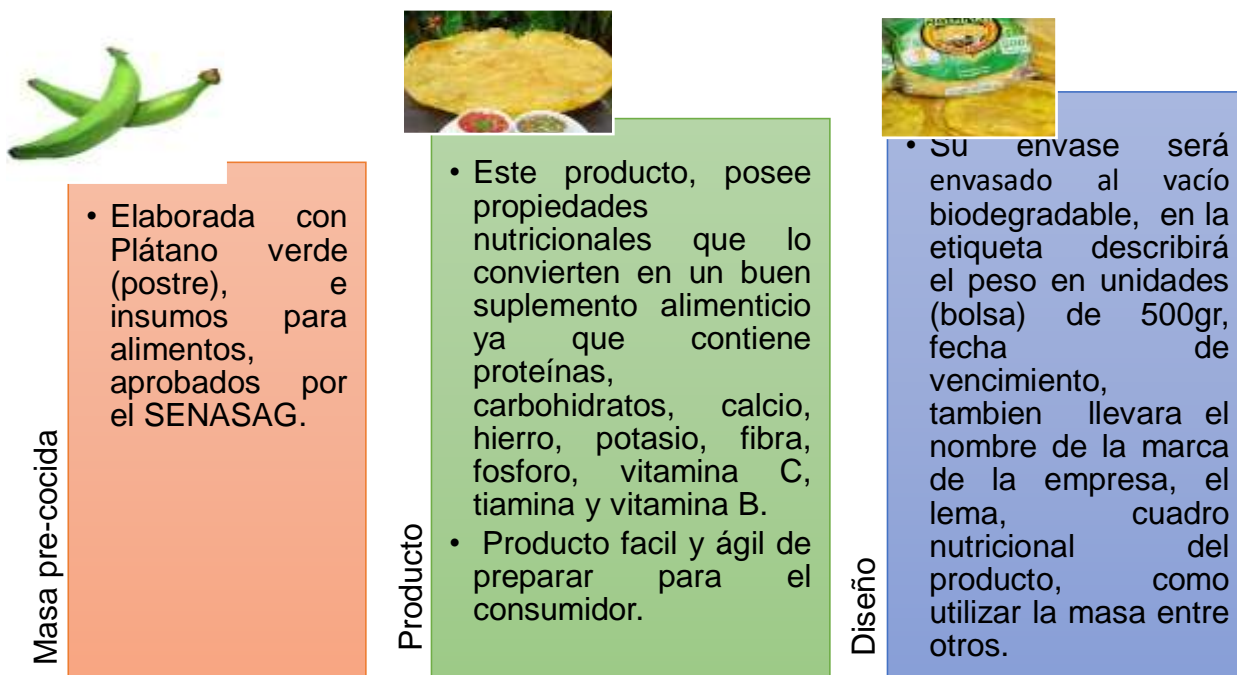 Masa pre-cocida
• Elaborada con
Plátano verde
(postre), e
insumos para
alimentos,
aprobados por
el SENASAG.
Producto
• Este producto, posee
propiedades
nutricionales que lo
convierten en un buen
suplemento alimenticio
ya que contiene
proteínas,
carbohidratos, calcio,
hierro, potasio, fibra,
fosforo, vitamina C,
tiamina y vitamina B.
• Producto facil y ágil de
preparar para el
consumidor.
Diseño
• Su envase será
envasado al vacío
biodegradable, en la
etiqueta describirá
el peso en unidades
(bolsa) de 500gr,
fecha de
vencimiento,
tambien llevara el
nombre de la marca
de la empresa, el
lema, cuadro
nutricional del
producto, como
utilizar la masa entre
otros.